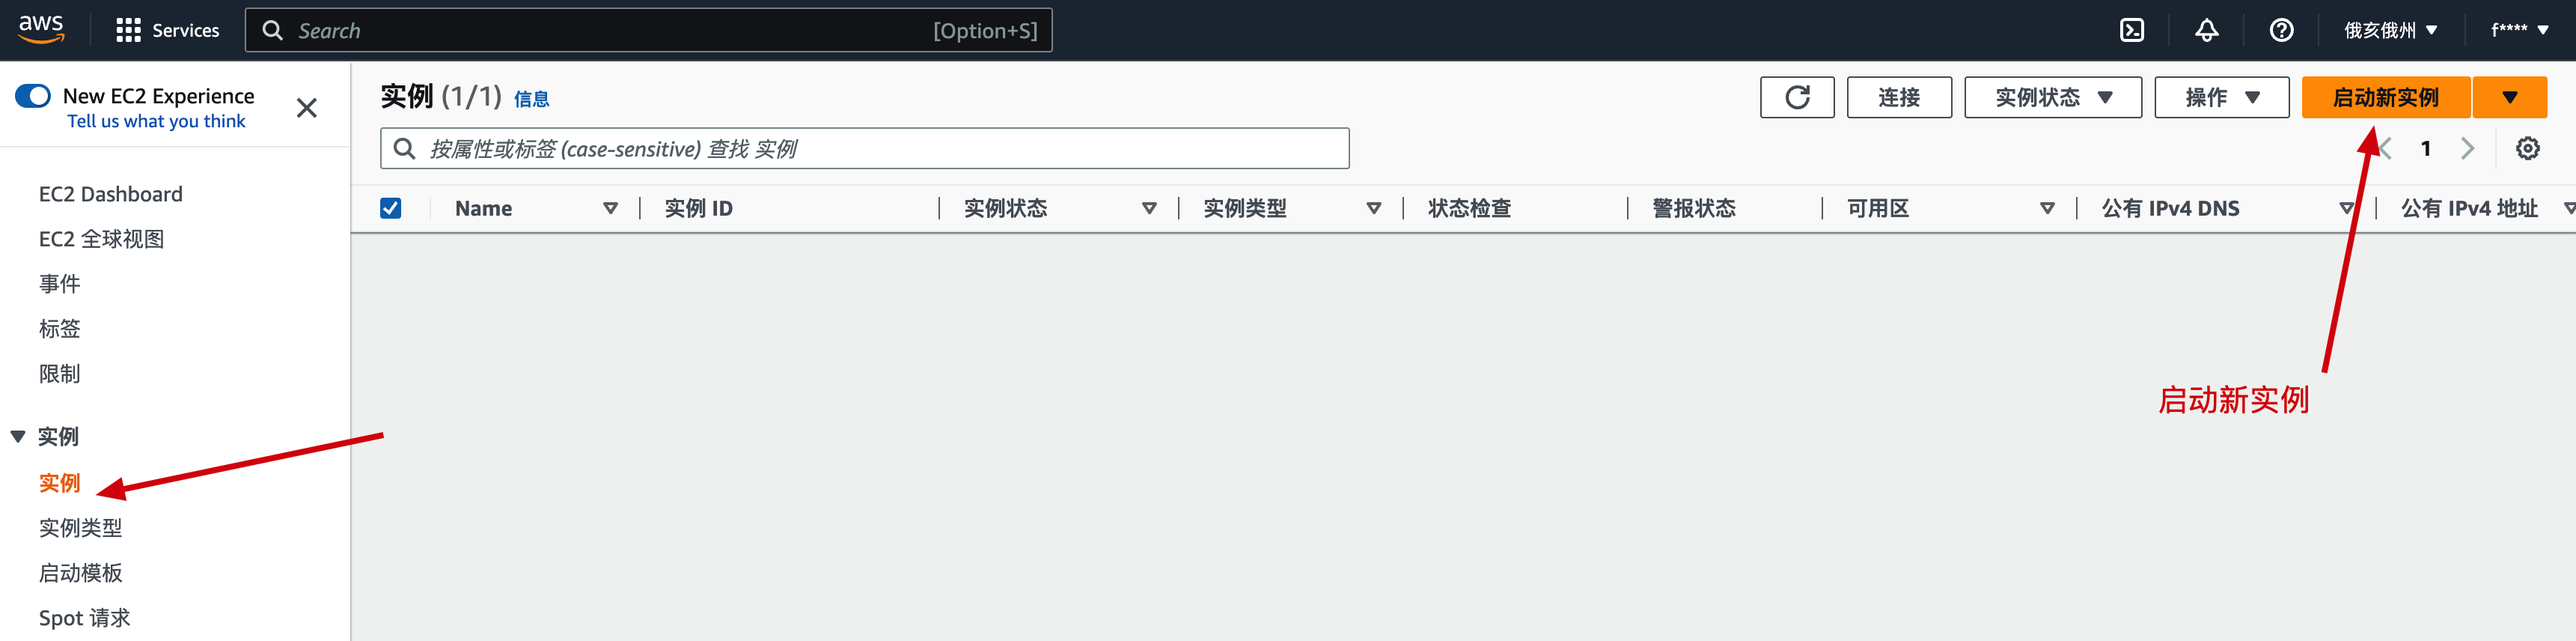 aws Services Search [Option+S] 俄亥俄州 f****
New EC2 Experience
Tell us what you think
EC2 Dashboard
EC2 全球视图
事件
标签
限制
实例
实例
实例类型
启动模板
Spot 请求
实例 (1/1) 信息 连接 实例状态 操作 启动新实例
按属性或标签 (case-sensitive) 查找 实例 1
Name 实例 ID 实例状态 实例类型 状态检查 警报状态 可用区 公有 IPv4 DNS 公有 IPv4 地址
启动新实例